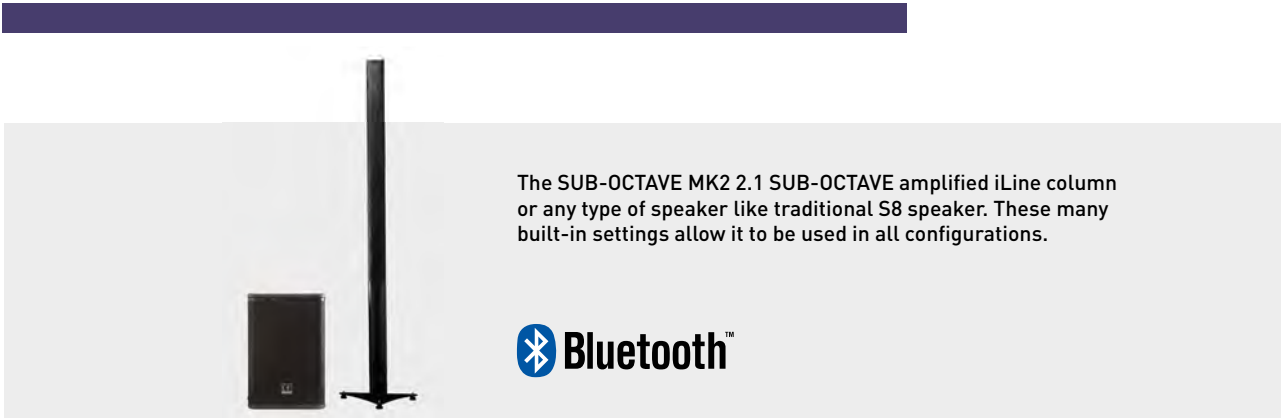 The SUB-OCTAVE MK2 2.1 SUB-OCTAVE amplified iLine column
or any type of speaker like traditional S8 speaker. These many
built-in settings allow it to be used in all configurations.
Bluetooth™